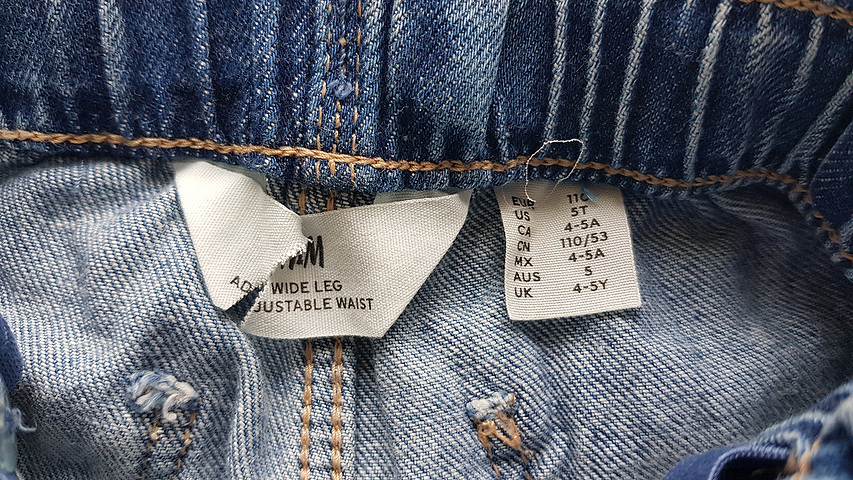 &M
WIDE LEG
ADJUSTABLE WAIST
EUR 110
US 5T
CA 4-5A
CN 110/53
MX 4-5A
AUS 5
UK 4-5Y